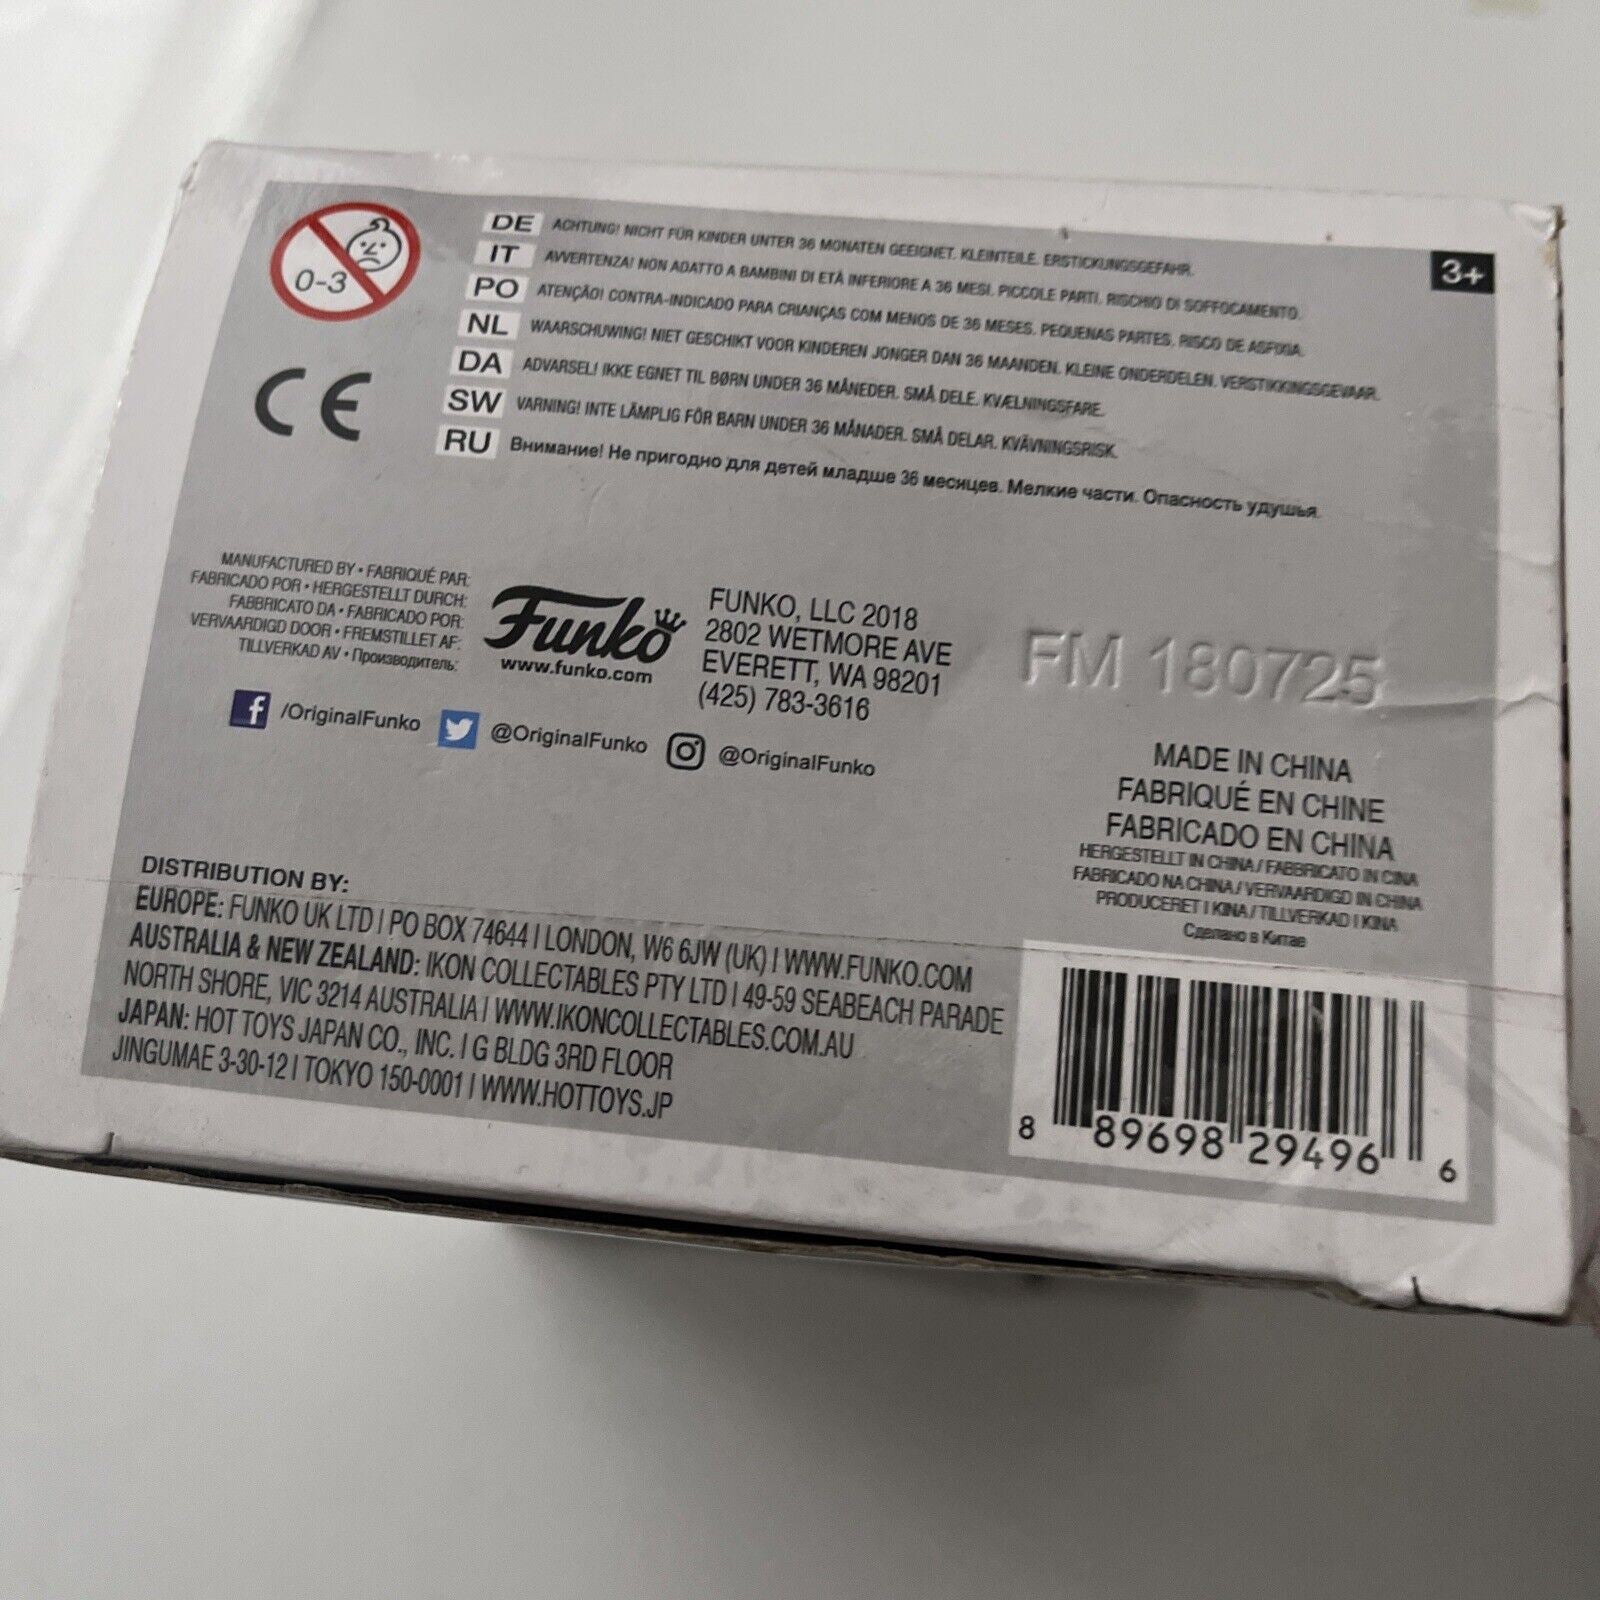 0-3
3+
DE ACHTUNG! NICHT FÜR KINDER UNTER 36 MONATEN GEEIGNET. KLEINTEILE. ERSTICKUNGSGEFAHR.
IT AVVERTENZA! NON ADATTO A BAMBINI DI ETÀ INFERIORE A 36 MESI. PICCOLE PARTI. RISCHIO DI SOFFOCAMENTO.
PO ATENÇÃO! CONTRA-INDICADO PARA CRIANÇAS COM MENOS DE 36 MESES. PEQUENAS PARTES. RISCO DE ASFIXIA.
NL WAARSCHUWING! NIET GESCHIKT VOOR KINDEREN JONGER DAN 36 MAANDEN. KLEINE ONDERDELEN. VERSTIKKINGSGEVAAR.
DA ADVARSEL! IKKE EGNET TIL BØRN UNDER 36 MÅNEDER. SMÅ DELE. KVÆLNINGSFARE.
SW VARNING! INTE LÄMPLIG FÖR BARN UNDER 36 MÅNADER. SMÅ DELAR. KVÄVNINGSRISK.
RU Внимание! Не пригодно для детей младше 36 месяцев. Мелкие части. Опасность удушья.
CE
MANUFACTURED BY • FABRIQUÉ PAR:
FABRICADO POR • HERGESTELLT DURCH:
FABBRICATO DA • FABRICADO POR:
VERVAARDIGD DOOR • FREMSTILLET AF:
TILLVERKAD AV • Производитель:
Funko
www.funko.com
FUNKO, LLC 2018
2802 WETMORE AVE
EVERETT, WA 98201
(425) 783-3616
FM 180725
/OriginalFunko @OriginalFunko @OriginalFunko
MADE IN CHINA
FABRIQUÉ EN CHINE
FABRICADO EN CHINA
HERGESTELLT IN CHINA / FABBRICATO IN CINA
FABRICADO NA CHINA / VERVAARDIGD IN CHINA
PRODUCERET I KINA / TILLVERKAD I KINA
Сделано в Китае
DISTRIBUTION BY:
EUROPE: FUNKO UK LTD | PO BOX 74644 | LONDON, W6 6JW (UK) | WWW.FUNKO.COM
AUSTRALIA & NEW ZEALAND: IKON COLLECTABLES PTY LTD | 49-59 SEABEACH PARADE
NORTH SHORE, VIC 3214 AUSTRALIA | WWW.IKONCOLLECTABLES.COM.AU
JAPAN: HOT TOYS JAPAN CO., INC. | G BLDG 3RD FLOOR
JINGUMAE 3-30-12 | TOKYO 150-0001 | WWW.HOTTOYS.JP
8 89698 29496 6